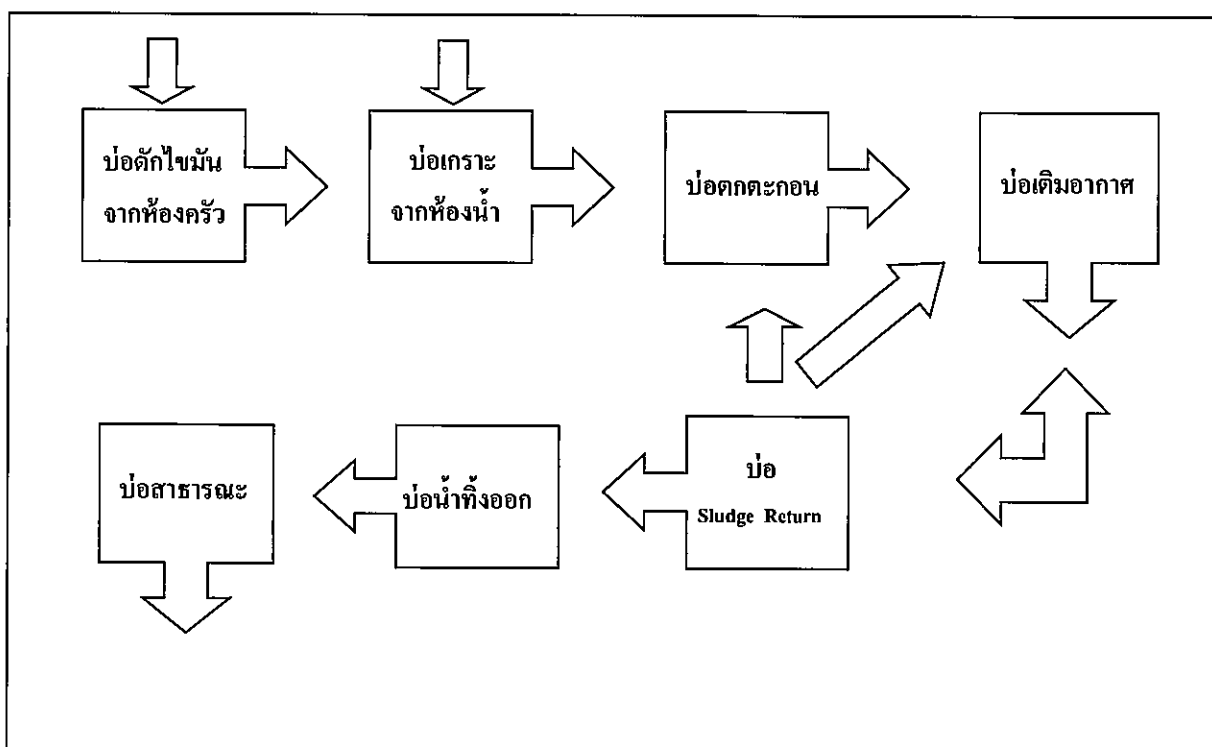 บ่อดักไขมัน
จากห้องครัว
บ่อเกราะ
จากห้องน้ำ
บ่อตกตะกอน
บ่อเติมอากาศ
บ่อสาธารณะ
บ่อน้ำทิ้งออก
บ่อ
Sludge Return